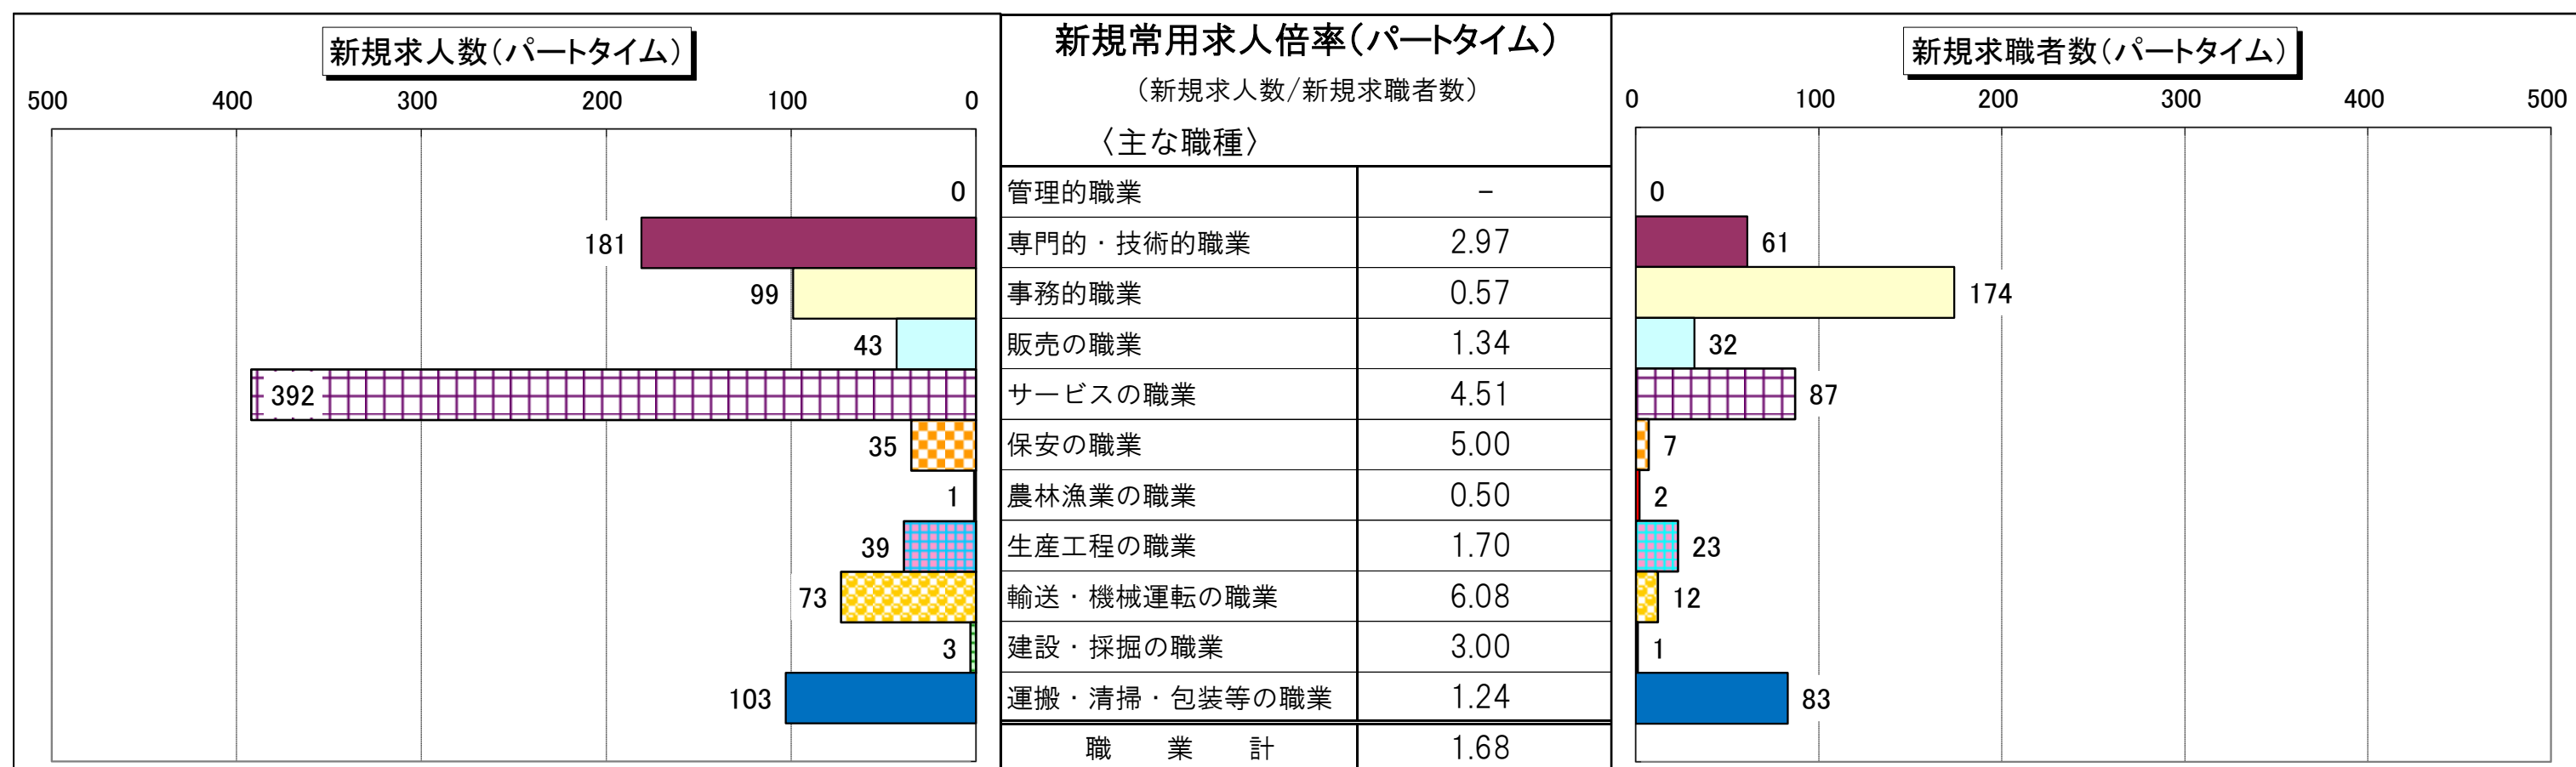 新規求人数(パートタイム)
500 400 300 200 100 0
0
181
99
43
392
35
1
39
73
3
103
新規常用求人倍率(パートタイム)
(新規求人数/新規求職者数)
〈主な職種〉
管理的職業 －
専門的・技術的職業 2.97
事務的職業 0.57
販売の職業 1.34
サービスの職業 4.51
保安の職業 5.00
農林漁業の職業 0.50
生産工程の職業 1.70
輸送・機械運転の職業 6.08
建設・採掘の職業 3.00
運搬・清掃・包装等の職業 1.24
職 業 計 1.68
新規求職者数(パートタイム)
0 100 200 300 400 500
0
61
174
32
87
7
2
23
12
1
83